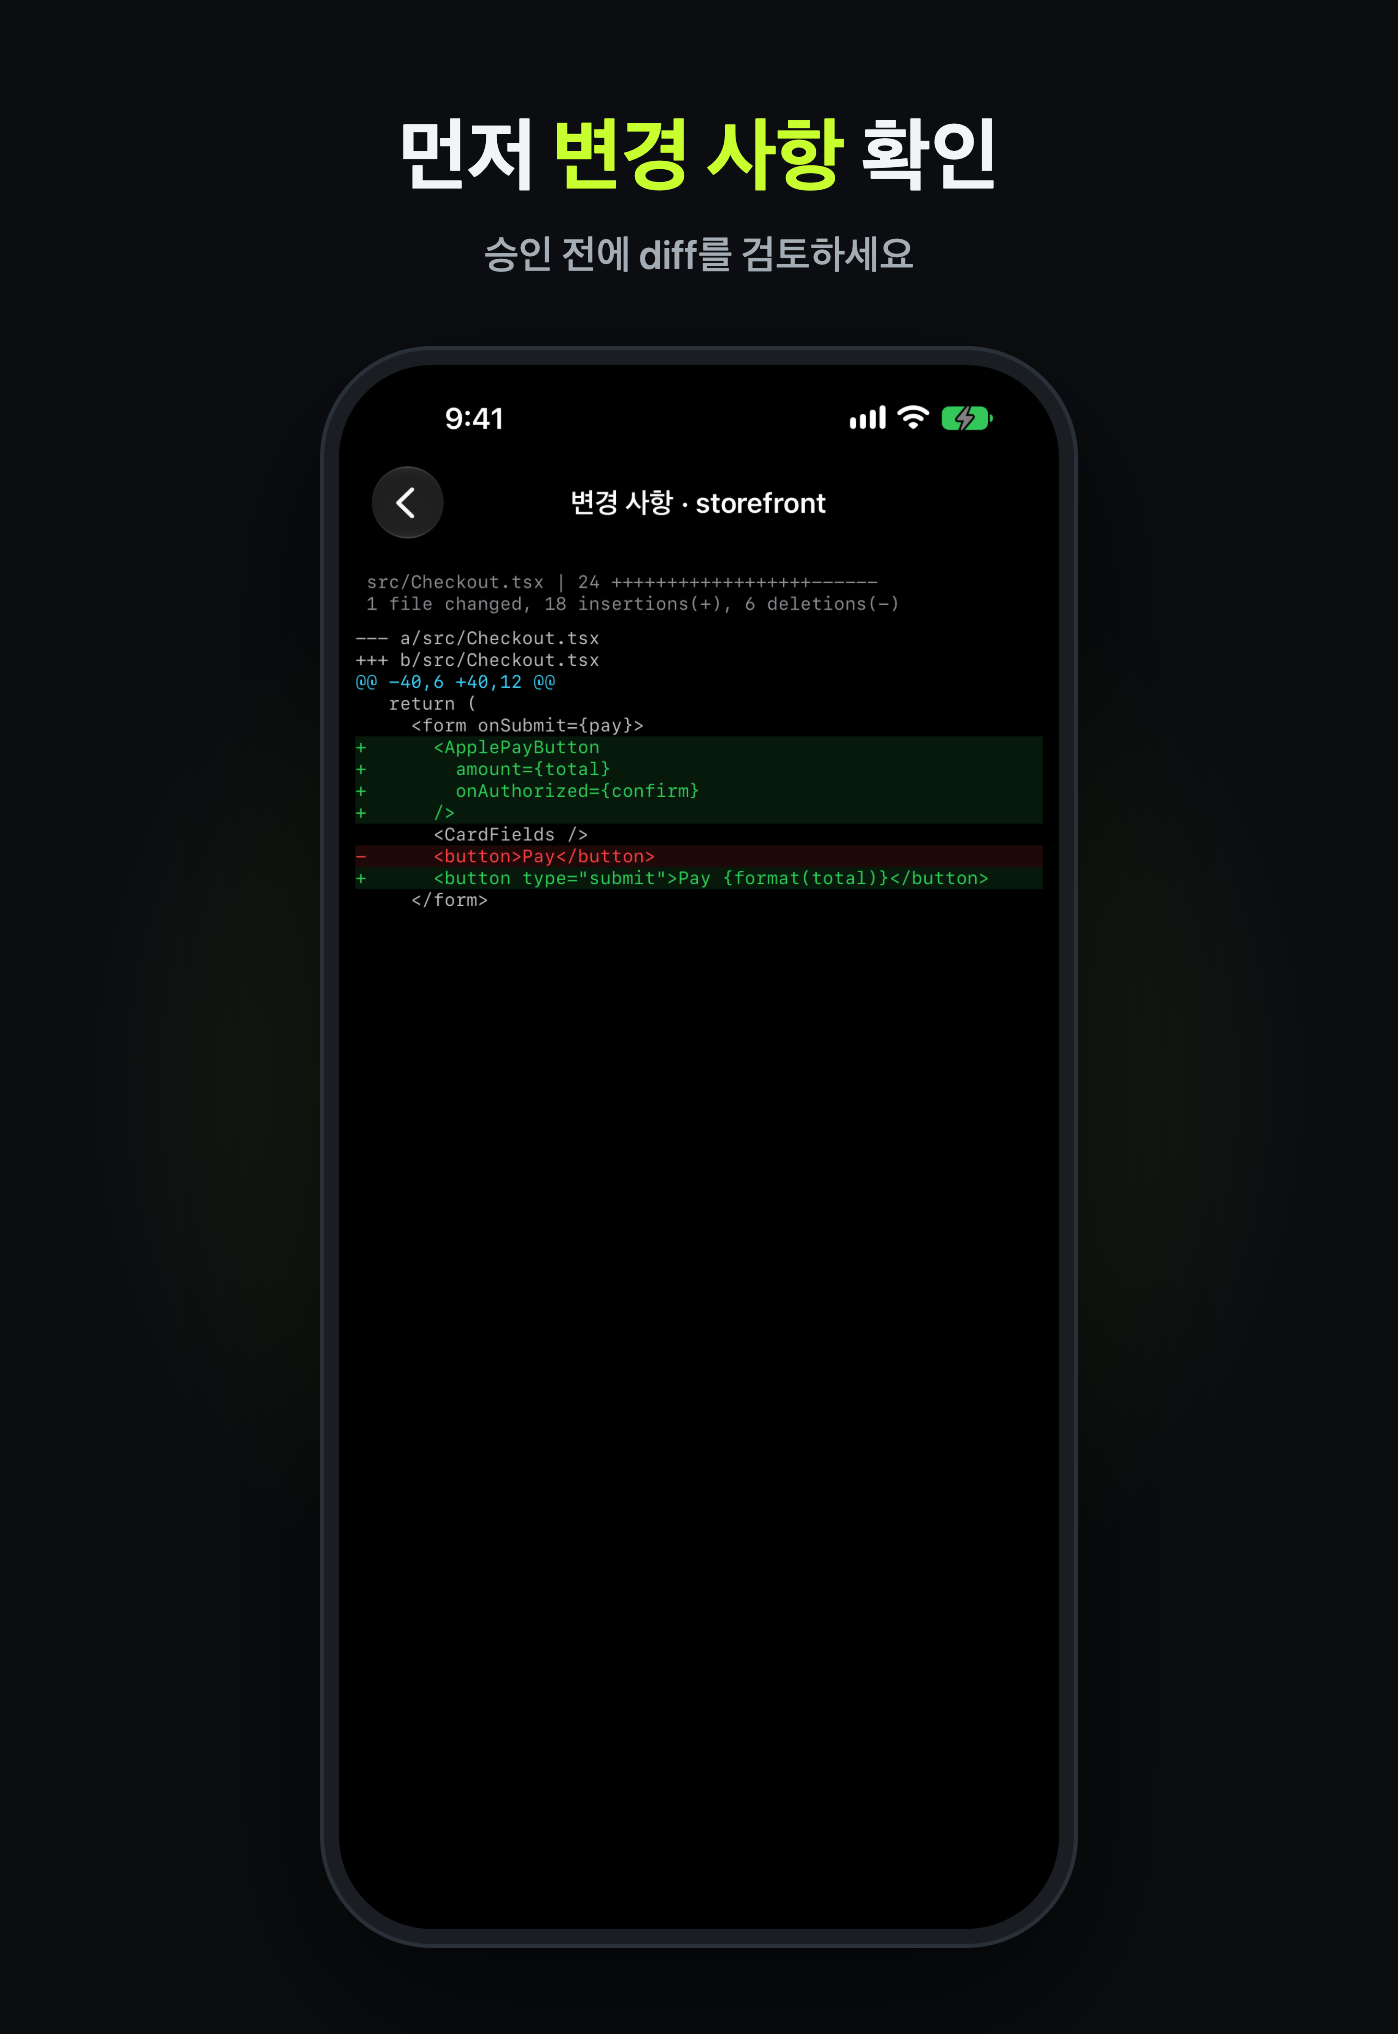 먼저 변경 사항 확인
승인 전에 diff를 검토하세요
9:41
변경 사항 · storefront
src/Checkout.tsx | 24 ++++++++++++++++++------
1 file changed, 18 insertions(+), 6 deletions(-)
--- a/src/Checkout.tsx
+++ b/src/Checkout.tsx
@@ -40,6 +40,12 @@
   return (
     <form onSubmit={pay}>
+      <ApplePayButton
+        amount={total}
+        onAuthorized={confirm}
+      />
       <CardFields />
-      <button>Pay</button>
+      <button type="submit">Pay {format(total)}</button>
     </form>